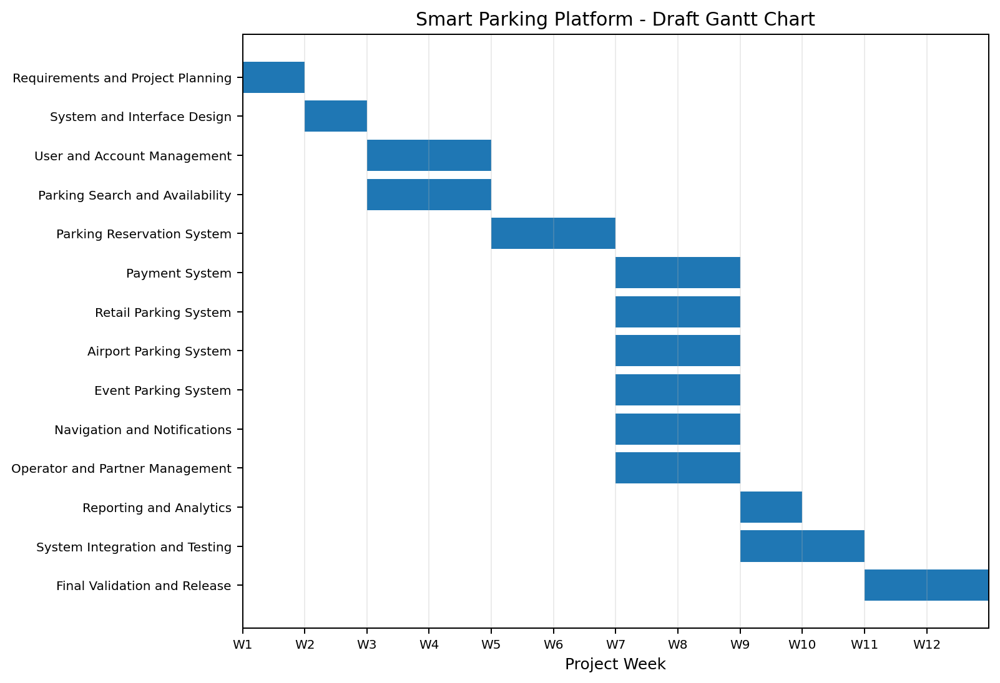 Smart Parking Platform - Draft Gantt Chart
Requirements and Project Planning
System and Interface Design
User and Account Management
Parking Search and Availability
Parking Reservation System
Payment System
Retail Parking System
Airport Parking System
Event Parking System
Navigation and Notifications
Operator and Partner Management
Reporting and Analytics
System Integration and Testing
Final Validation and Release
W1 W2 W3 W4 W5 W6 W7 W8 W9 W10 W11 W12
Project Week